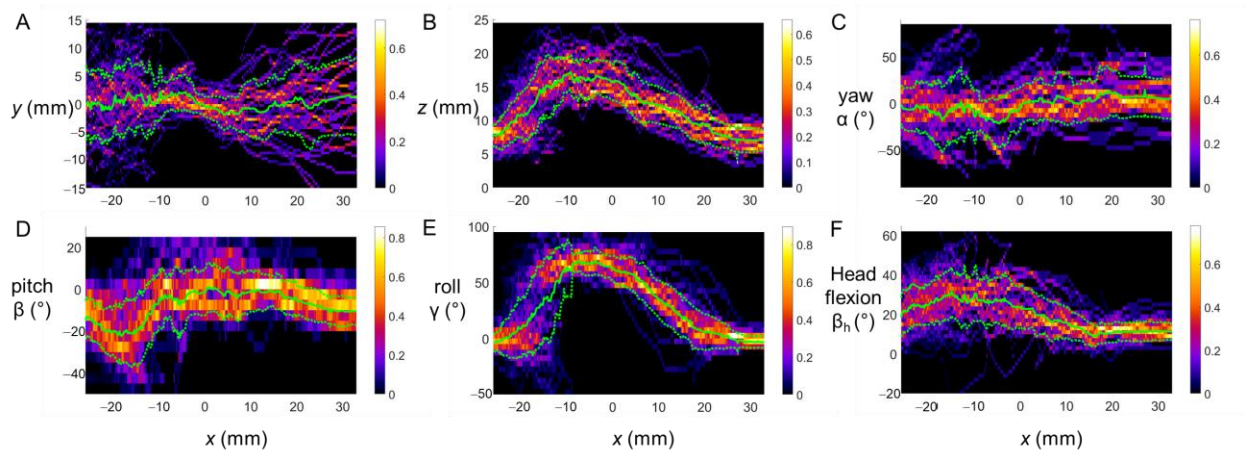 A
15
10
5
0
−5
−10
−15
y (mm)
−20 −10 0 10 20 30
0.6
0.4
0.2
0
B
25
20
15
10
5
0
z (mm)
−20 −10 0 10 20 30
0.6
0.5
0.4
0.3
0.2
0.1
0
C
50
0
−50
yaw
α (°)
−20 −10 0 10 20 30
0.6
0.4
0.2
0
D
20
0
−20
−40
pitch
β (°)
−20 −10 0 10 20 30
0.8
0.6
0.4
0.2
0
x (mm)
E
100
50
0
−50
roll
γ (°)
−20 −10 0 10 20 30
0.8
0.6
0.4
0.2
0
x (mm)
F
60
40
20
0
−20
Head
flexion
βh (°)
−20 −10 0 10 20 30
0.6
0.4
0.2
0
x (mm)